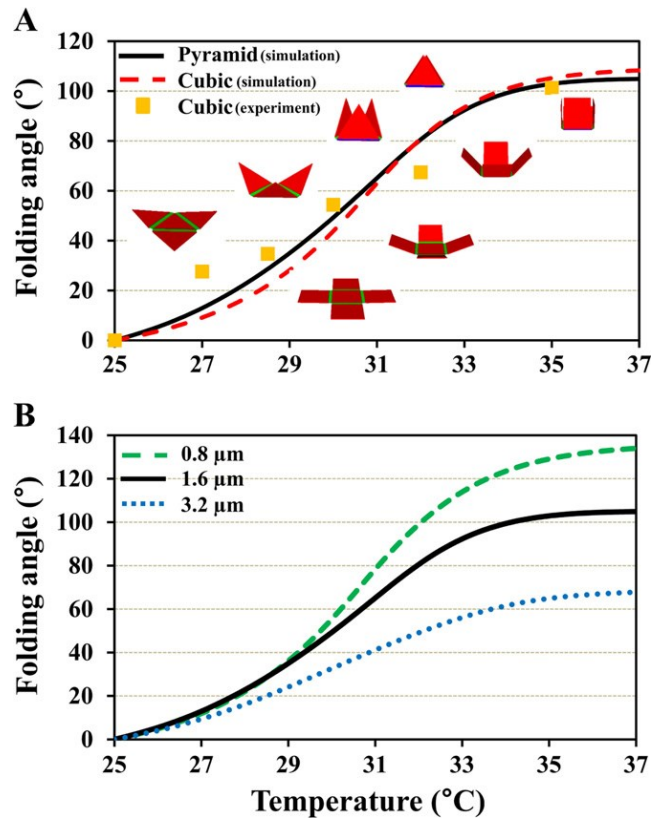 A
Folding angle (°)
120
100
80
60
40
20
0
Pyramid (simulation)
Cubic (simulation)
Cubic (experiment)
25 27 29 31 33 35 37
B
Folding angle (°)
140
120
100
80
60
40
20
0
0.8 µm
1.6 µm
3.2 µm
25 27 29 31 33 35 37
Temperature (°C)